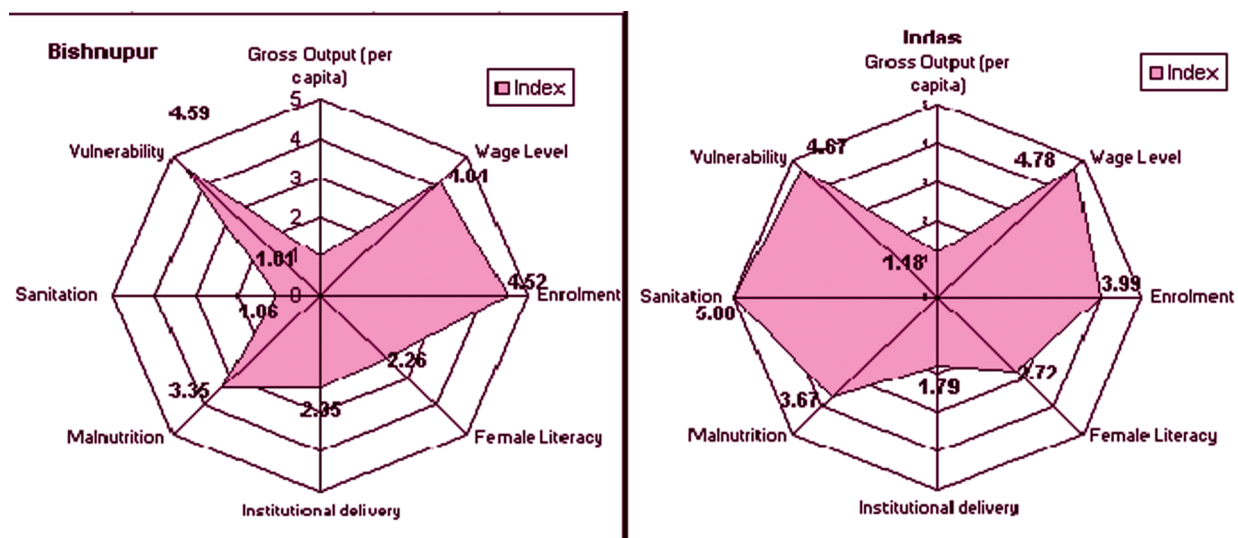 Bishnupur
Gross Output (per
capita)
Index
5
4
3
2
1
0
4.59
Vulnerability
Wage Level
1.01
4.52
Sanitation
Enrolment
1.06
2.26
3.35
2.35
Malnutrition
Female Literacy
Institutional delivery
Indas
Gross Output (per
capita)
Index
4.67
4.78
Vulnerability
Wage Level
1.18
3.99
Sanitation
Enrolment
5.00
3.67
1.79
Malnutrition
Female Literacy
Institutional delivery